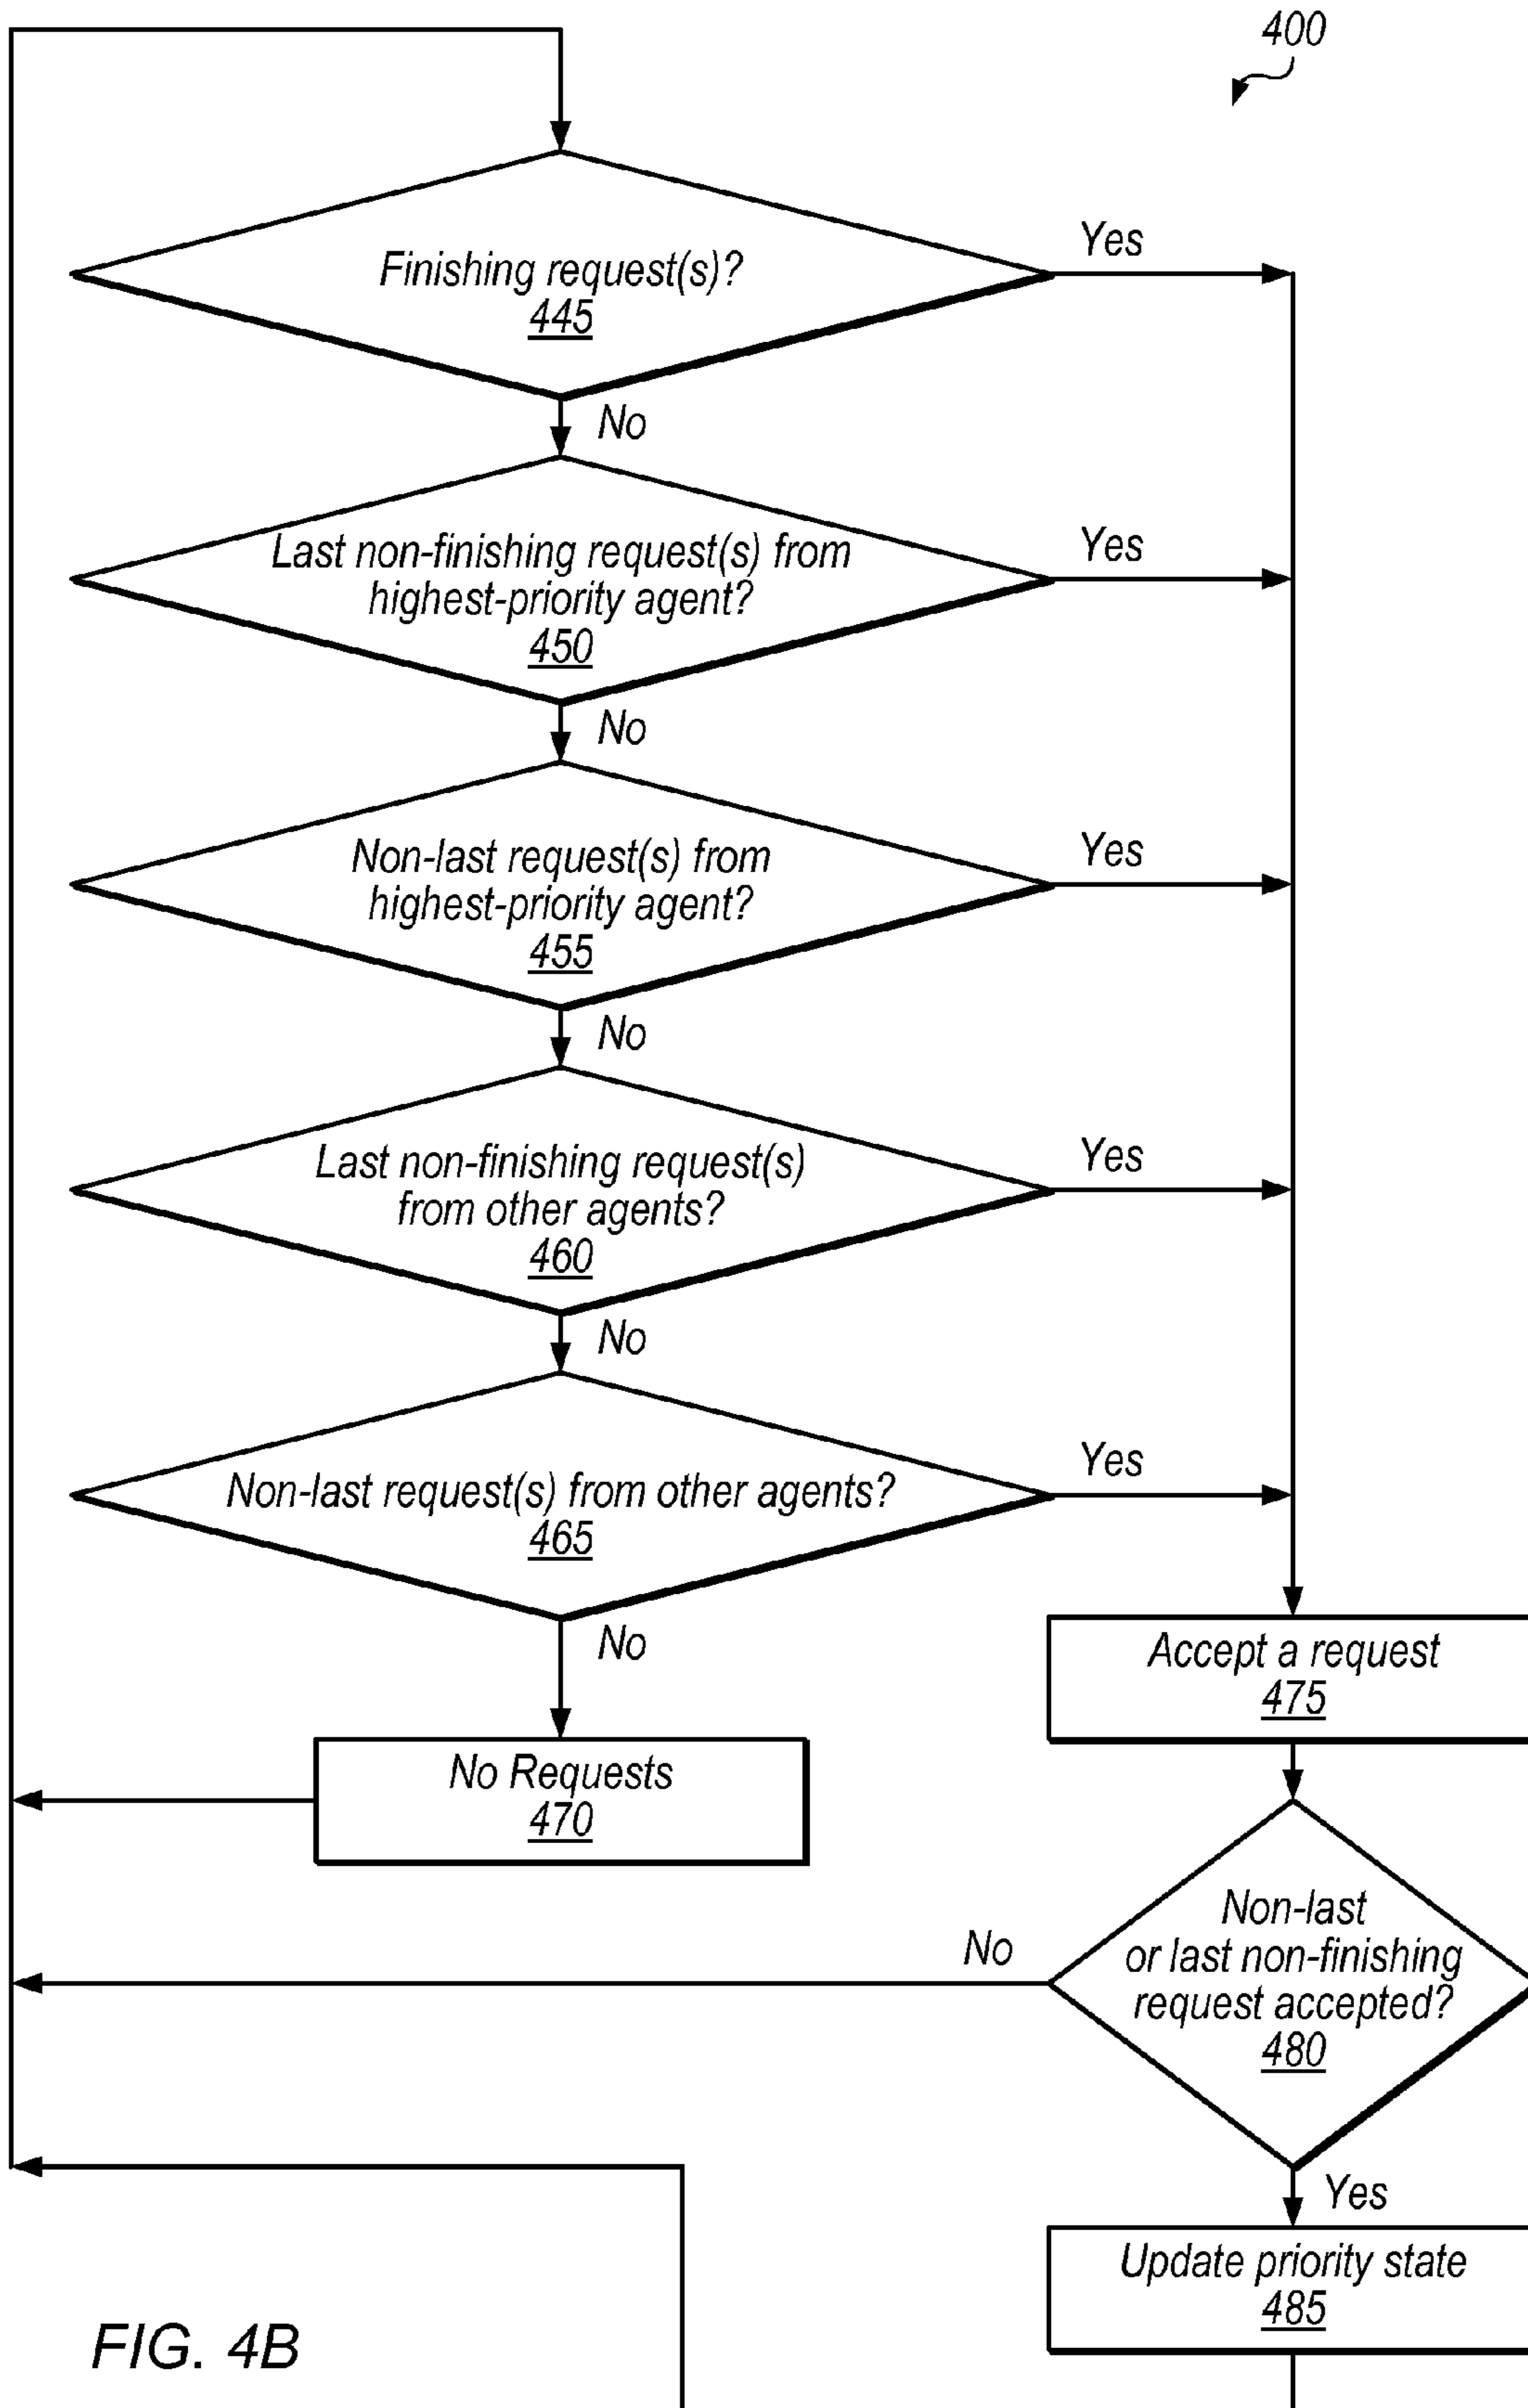 400
Finishing request(s)?
445
Yes
No
Last non-finishing request(s) from
highest-priority agent?
450
Yes
No
Non-last request(s) from
highest-priority agent?
455
Yes
No
Last non-finishing request(s)
from other agents?
460
Yes
No
Non-last request(s) from other agents?
465
Yes
No
Accept a request
475
No Requests
470
Non-last
or last non-finishing
request accepted?
480
No
Yes
Update priority state
485
FIG. 4B